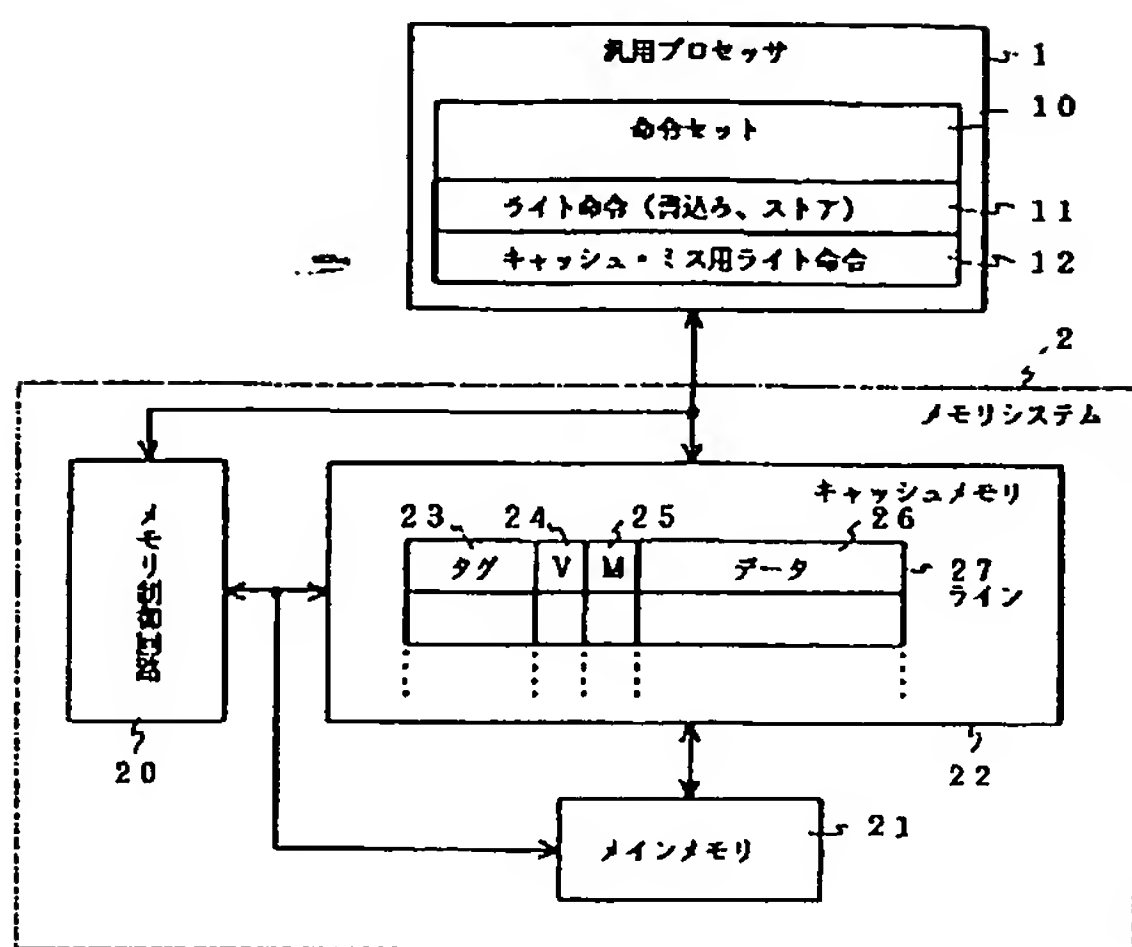 汎用プロセッサ
1
命令セット
10
ライト命令(書込み、ストア)
11
キャッシュ・ミス用ライト命令
12
2
メモリシステム
キャッシュメモリ
23
24
25
26
タグ
V
M
データ
27
ライン
メモリ管理装置
20
22
メインメモリ
21